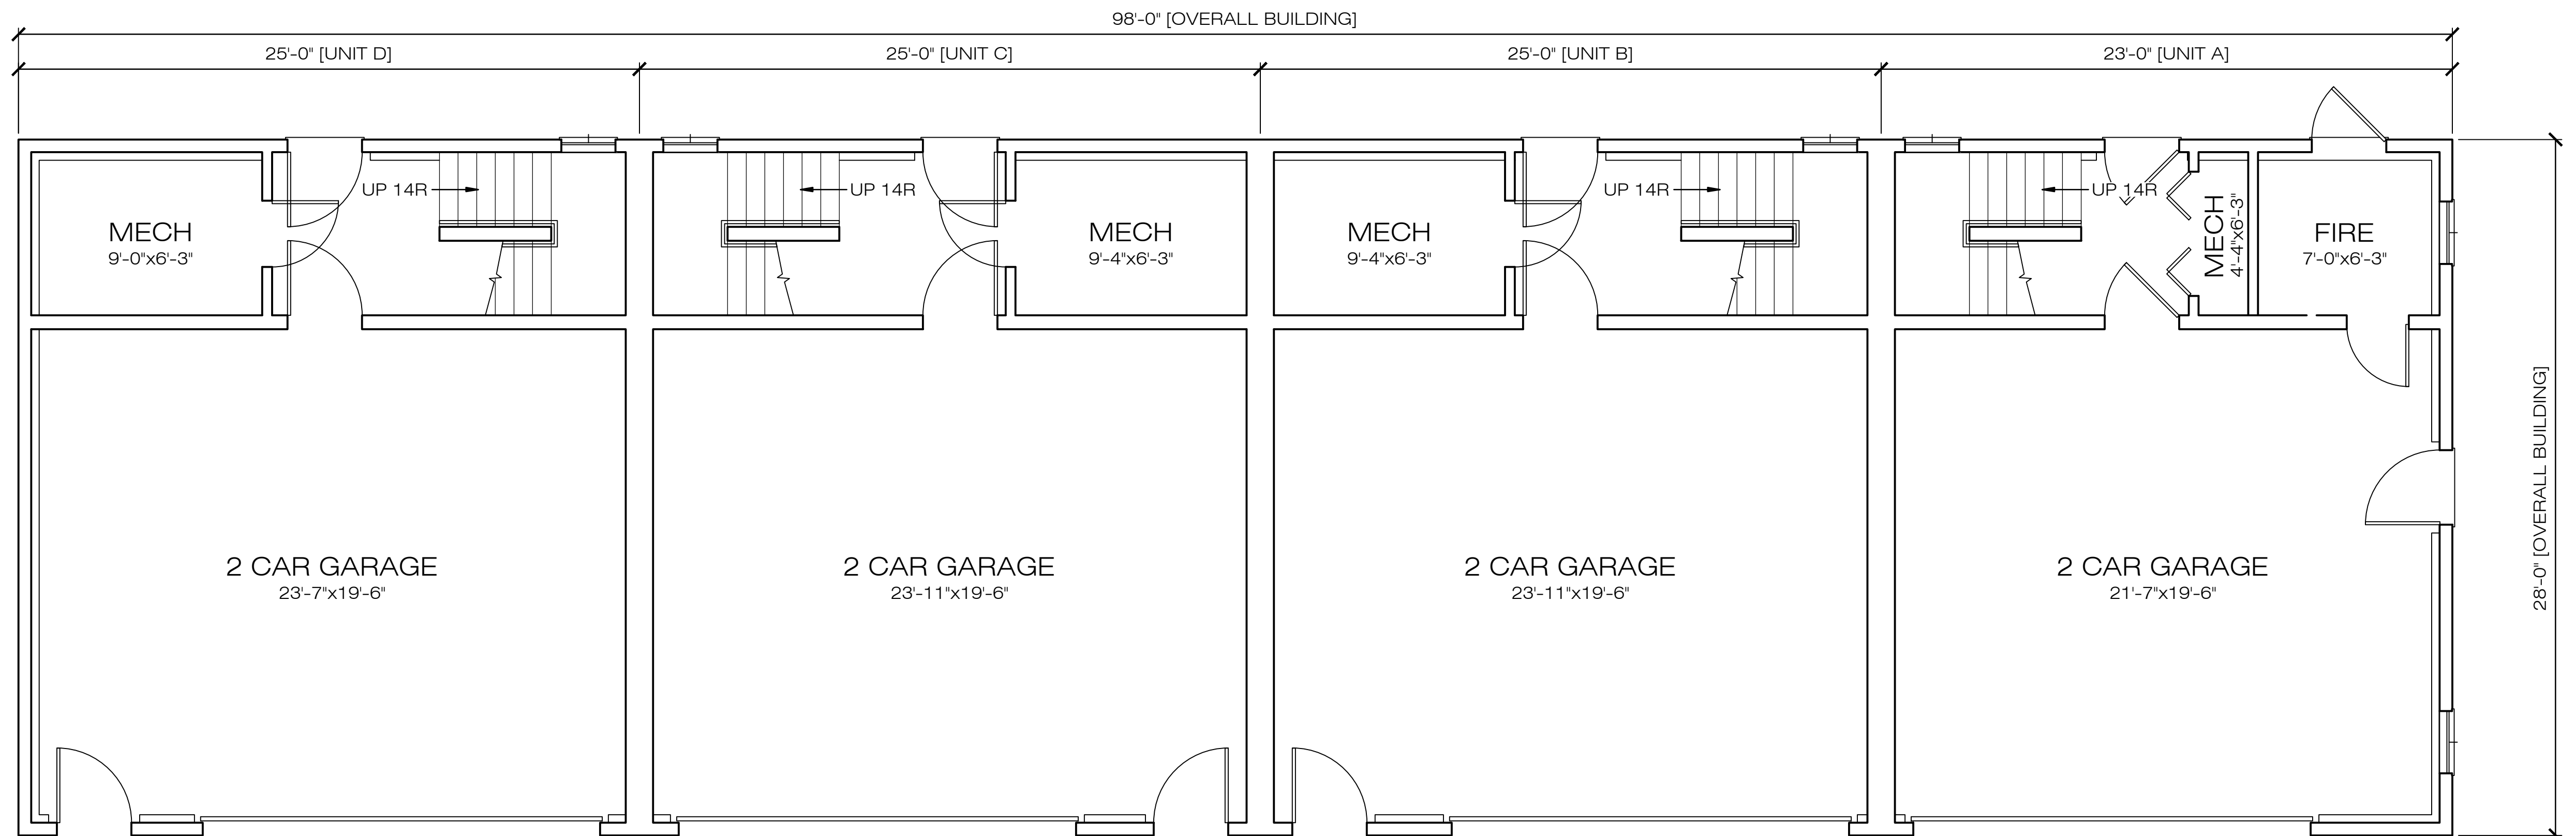 98'-0" [OVERALL BUILDING]
25'-0" [UNIT D]
25'-0" [UNIT C]
25'-0" [UNIT B]
23'-0" [UNIT A]
UP 14R
UP 14R
UP 14R
UP 14R
MECH
9'-0"x6'-3"
MECH
9'-4"x6'-3"
MECH
9'-4"x6'-3"
MECH
4'-4"x6'-3"
FIRE
7'-0"x6'-3"
28'-0" [OVERALL BUILDING]
2 CAR GARAGE
23'-7"x19'-6"
2 CAR GARAGE
23'-11"x19'-6"
2 CAR GARAGE
23'-11"x19'-6"
2 CAR GARAGE
21'-7"x19'-6"